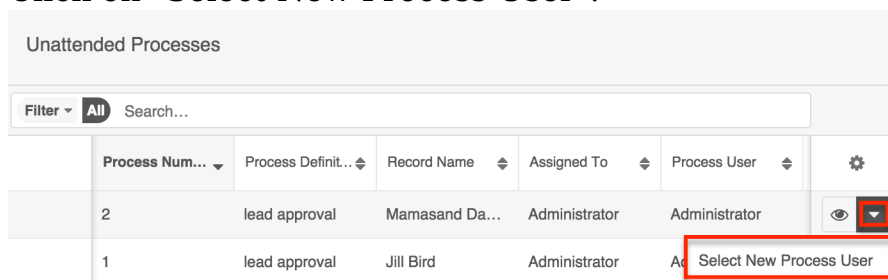 Click on "Select New Process User".
Unattended Processes
Filter All Search...
Process Num... Process Definit... Record Name Assigned To Process User
2 lead approval Mamasand Da... Administrator Administrator
1 lead approval Jill Bird Administrator Select New Process User